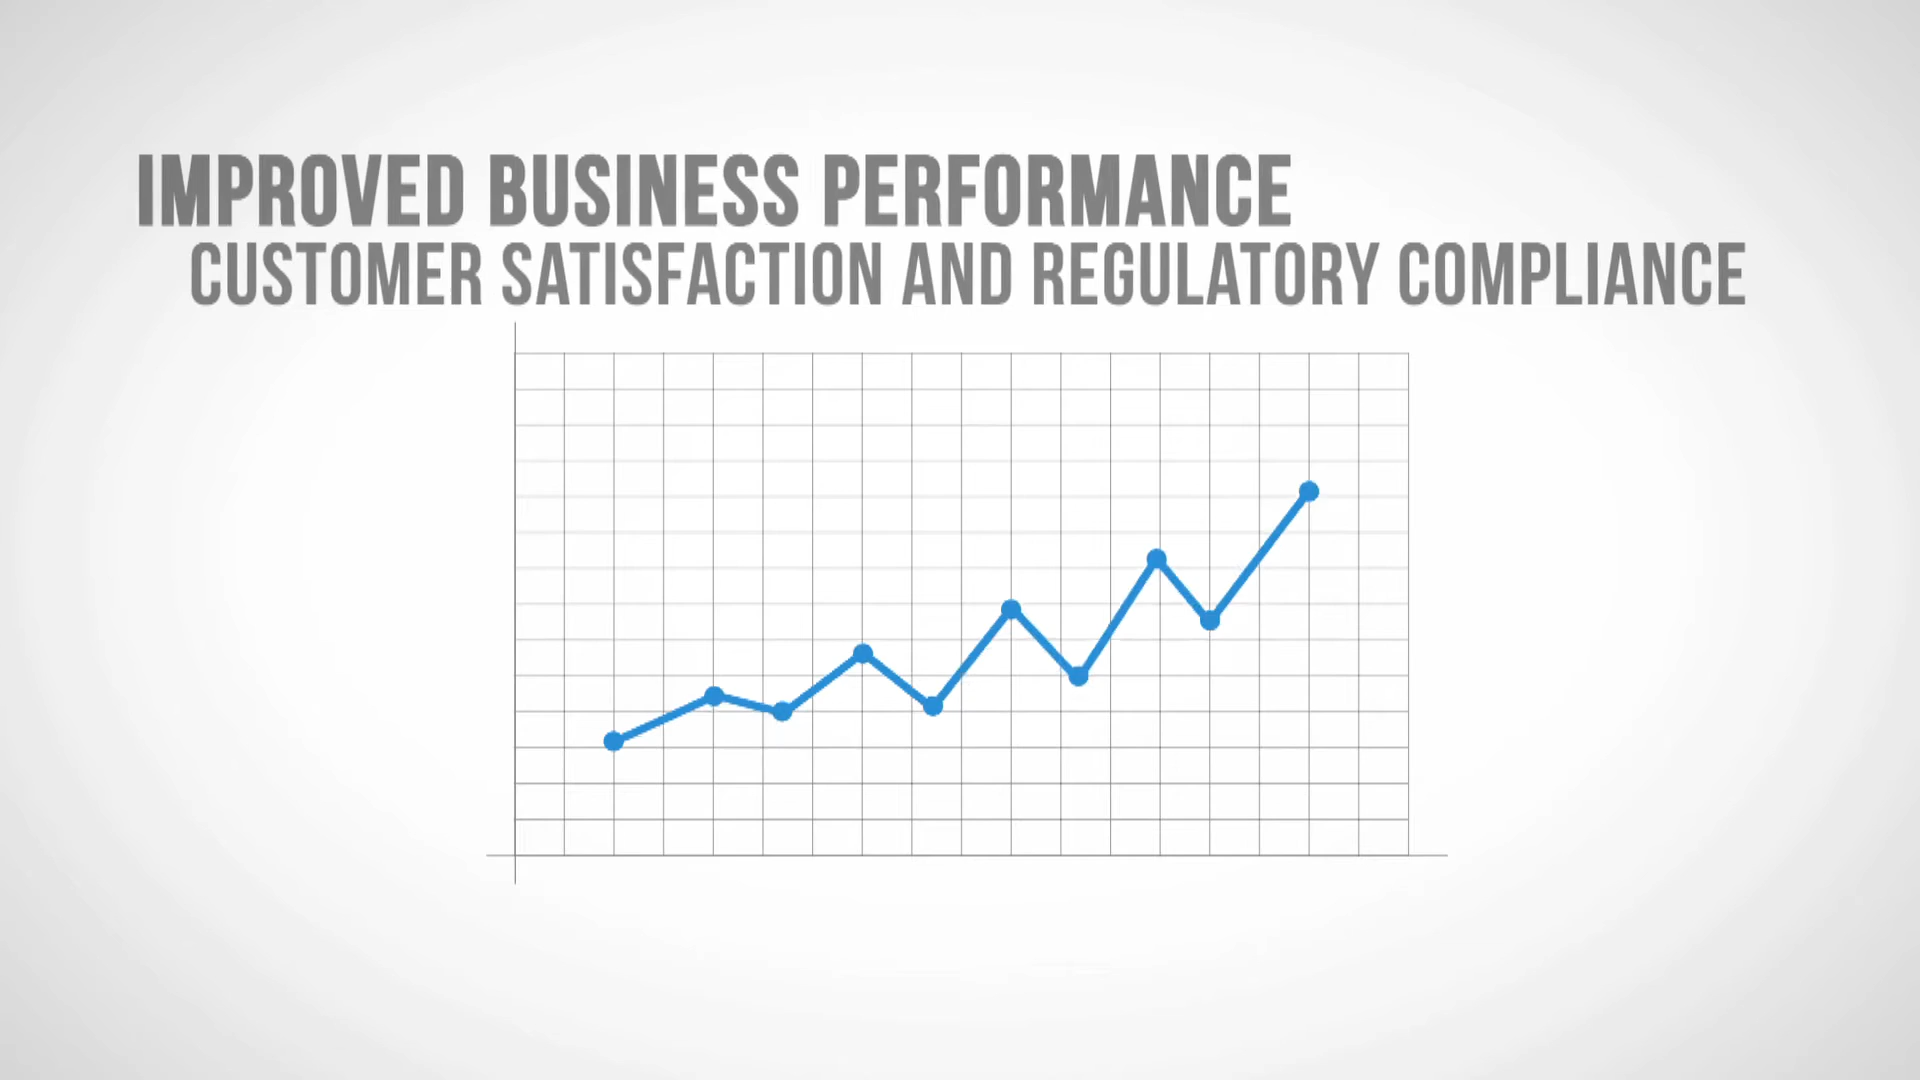 IMPROVED BUSINESS PERFORMANCE
CUSTOMER SATISFACTION AND REGULATORY COMPLIANCE